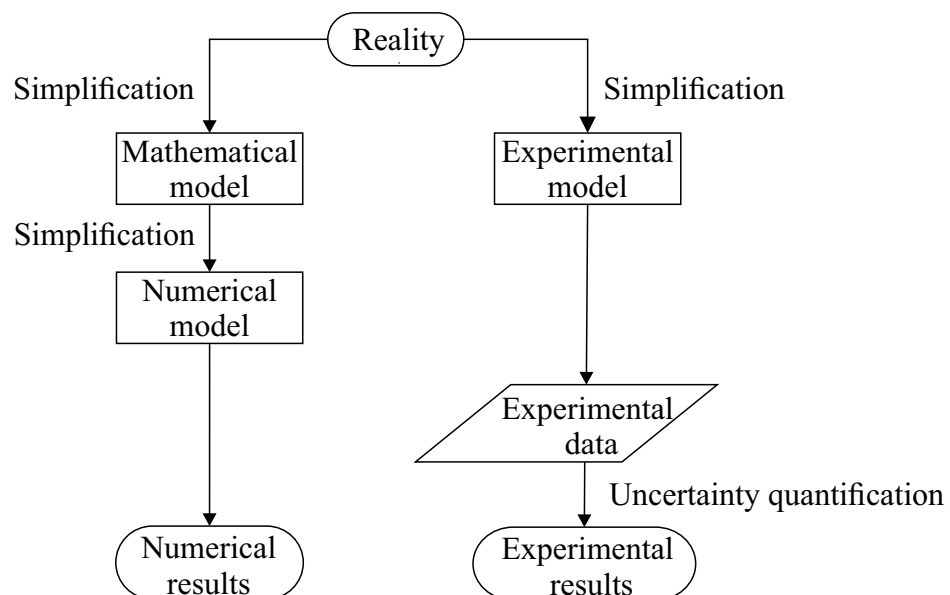 Reality
Simplification
Simplification
Mathematical
model
Experimental
model
Simplification
Numerical
model
Experimental
data
Uncertainty quantification
Numerical
results
Experimental
results